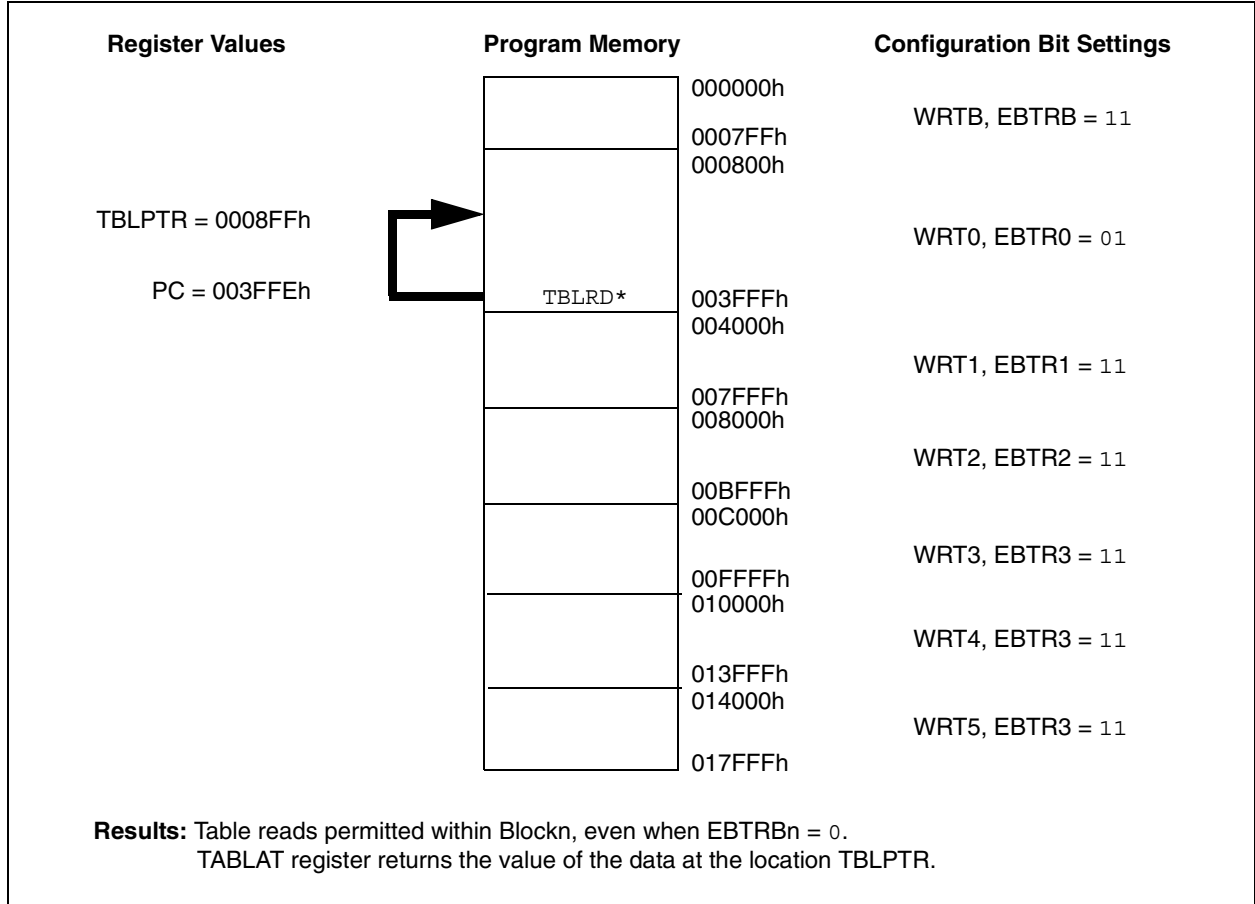 Register Values Program Memory Configuration Bit Settings
000000h
WRTB, EBTRB = 11
0007FFh
000800h
TBLPTR = 0008FFh
WRT0, EBTR0 = 01
PC = 003FFEh
TBLRD*
003FFFh
004000h
WRT1, EBTR1 = 11
007FFFh
008000h
WRT2, EBTR2 = 11
00BFFFh
00C000h
WRT3, EBTR3 = 11
00FFFFh
010000h
WRT4, EBTR3 = 11
013FFFh
014000h
WRT5, EBTR3 = 11
017FFFh
Results: Table reads permitted within Blockn, even when EBTRBn = 0.
TABLAT register returns the value of the data at the location TBLPTR.